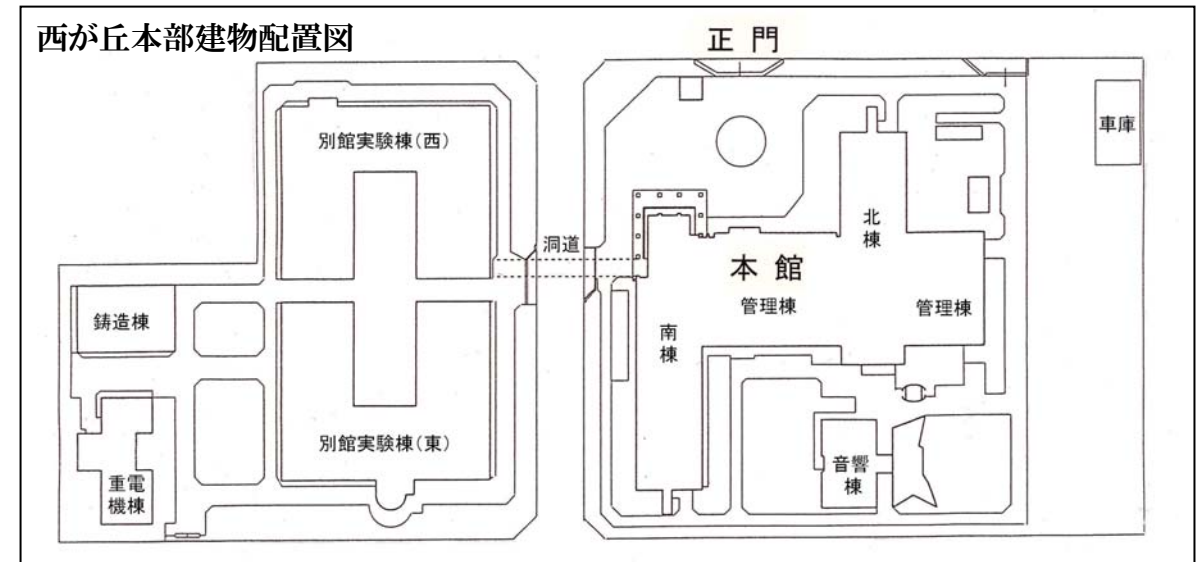 西が丘本部建物配置図
正門
車庫
別館実験棟(西)
北棟
洞道
本館
管理棟
管理棟
鋳造棟
南棟
別館実験棟(東)
音響
棟
重電
機棟